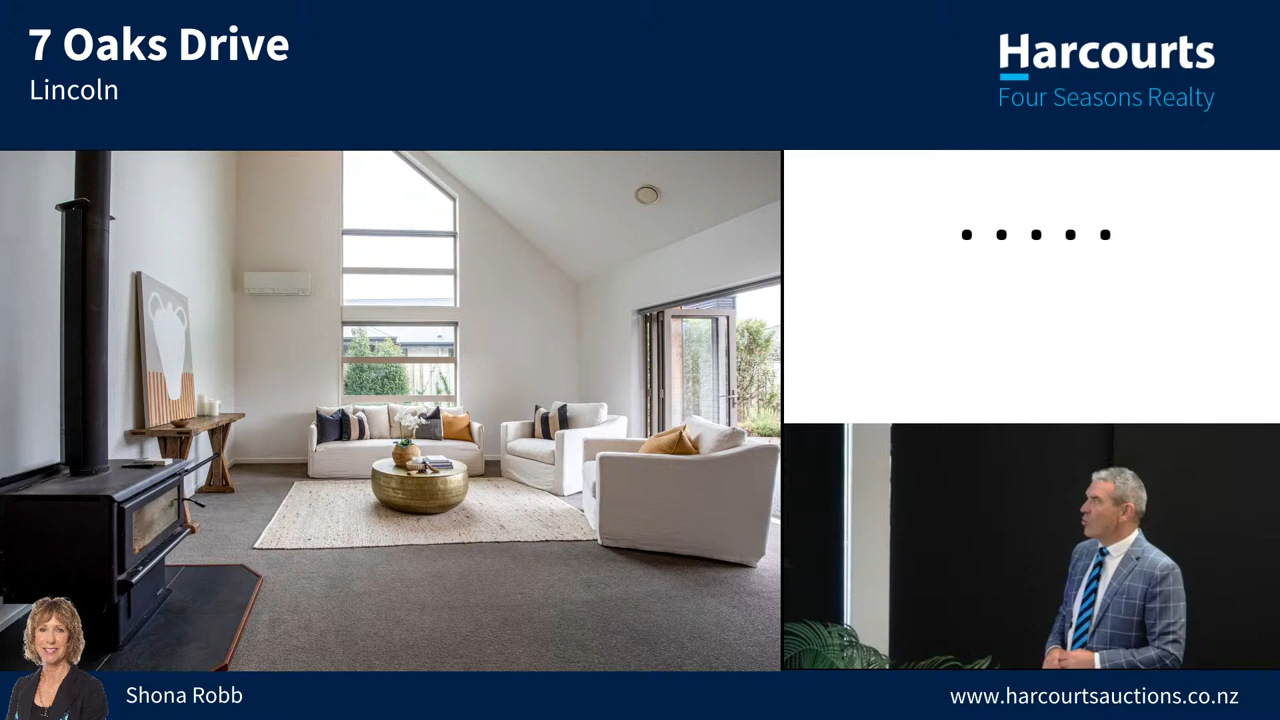 7 Oaks Drive
Lincoln
Harcourts
Four Seasons Realty
.....
Shona Robb
www.harcourtsauctions.co.nz